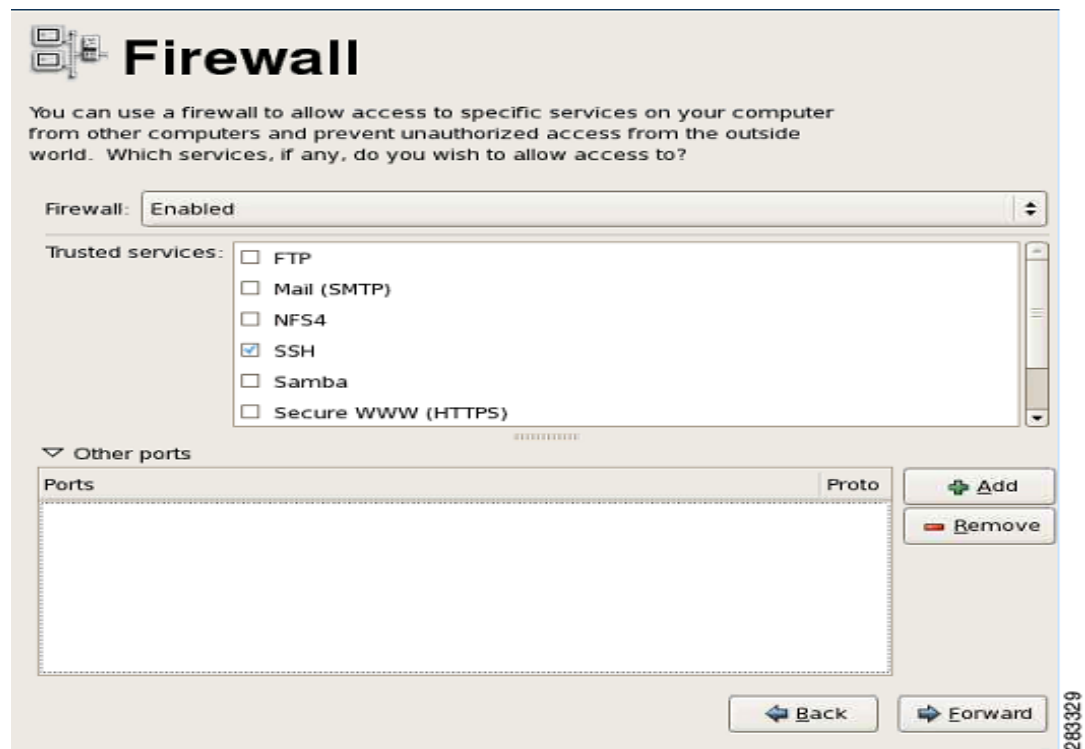 Firewall
You can use a firewall to allow access to specific services on your computer
from other computers and prevent unauthorized access from the outside
world. Which services, if any, do you wish to allow access to?
Firewall: Enabled
Trusted services:
FTP
Mail (SMTP)
NFS4
SSH
Samba
Secure WWW (HTTPS)
Other ports
Ports Proto
Add
Remove
Back Forward
283329